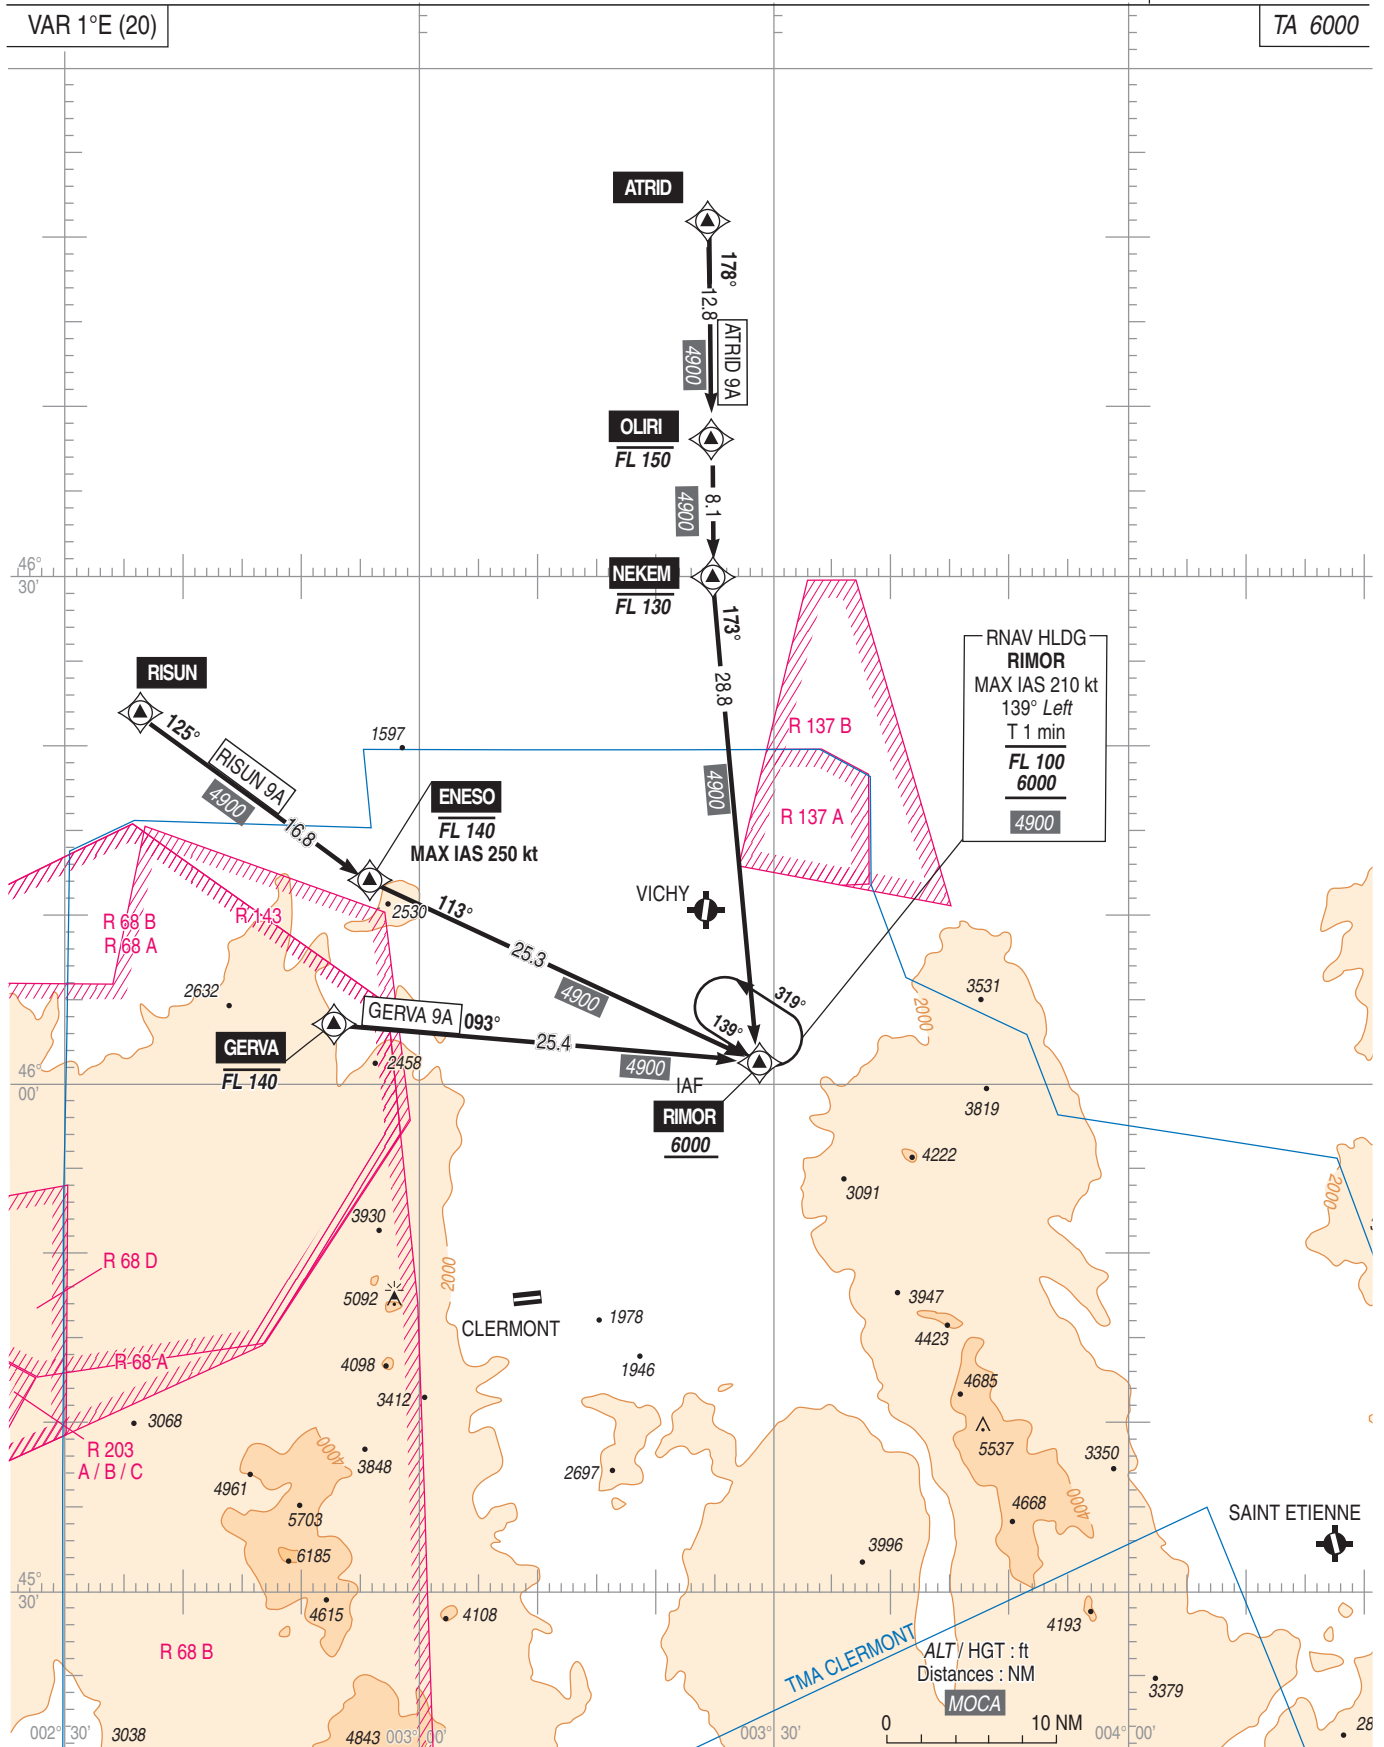 VAR 1°E (20)
TA 6000
ATRID
178°
12.8
ATRID 9A
4900
OLIRI
FL 150
8.1
4900
46°
30'
NEKEM
FL 130
173°
28.8
RNAV HLDG
RIMOR
MAX IAS 210 kt
139° Left
T 1 min
FL 100
6000
4900
RISUN
125°
RISUN 9A
4900
16.8
1597
R 137 B
4900
ENESO
FL 140
MAX IAS 250 kt
R 137 A
VICHY
R 68 B
R 68 A
R 143
2530
113°
25.3
4900
2632
3531
2000
319°
139°
GERVA 9A
093°
25.4
4900
GERVA
FL 140
2458
46°
00'
IAF
RIMOR
6000
3819
4222
3091
2000
3930
R 68 D
2000
5092
3947
CLERMONT
1978
4423
R 68 A
4098
1946
4685
3412
3068
5537
R 203
A / B / C
4000
3848
2697
3350
4961
4000
5703
4668
SAINT ETIENNE
6185
3996
45°
30'
4615
4108
4193
R 68 B
TMA CLERMONT
ALT / HGT : ft
Distances : NM
MOCA
3379
002° 30'
3038
4843
003° 00'
003° 30'
0
10 NM
004° 00'
28